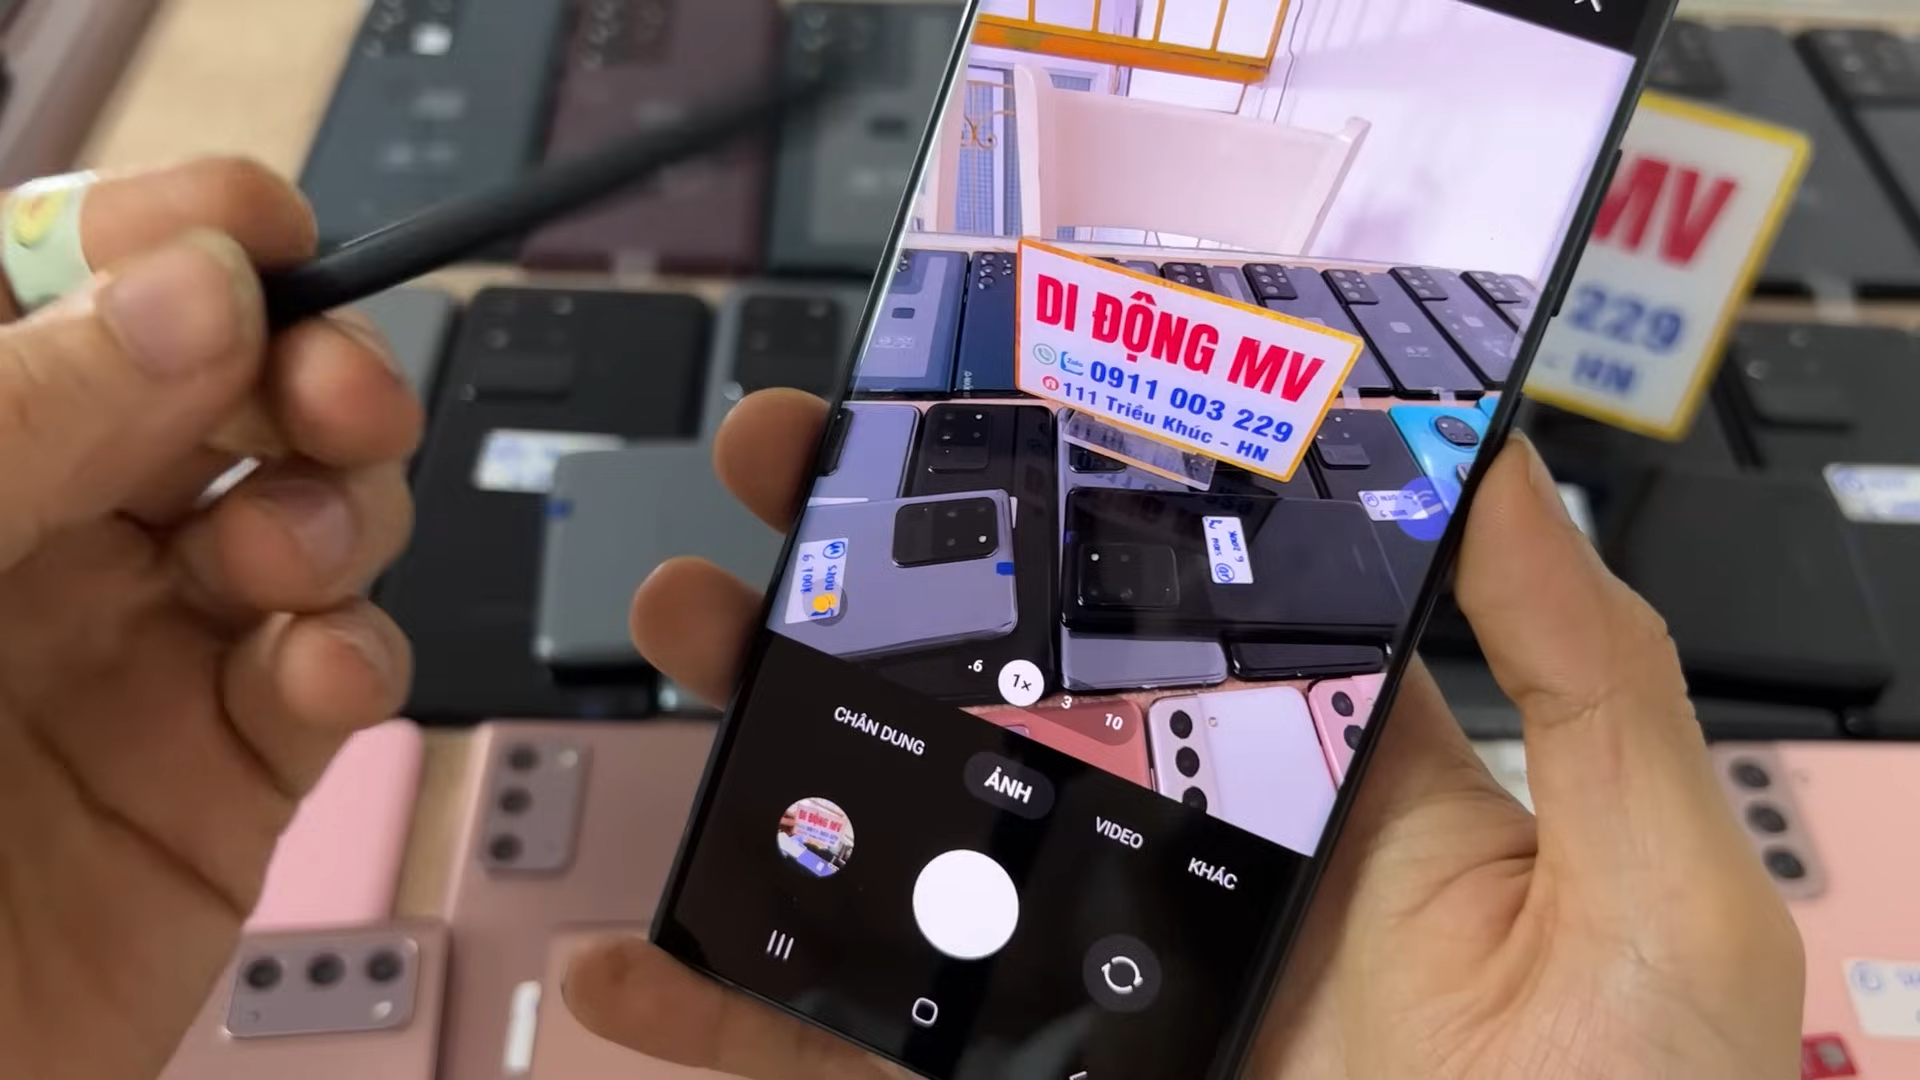 MV
229
- HN
DI ĐỘNG MV
Zalo 0911 003 229
111 Triều Khúc - HN
.6
1×
3
10
CHÂN DUNG
ẢNH
VIDEO
KHÁC